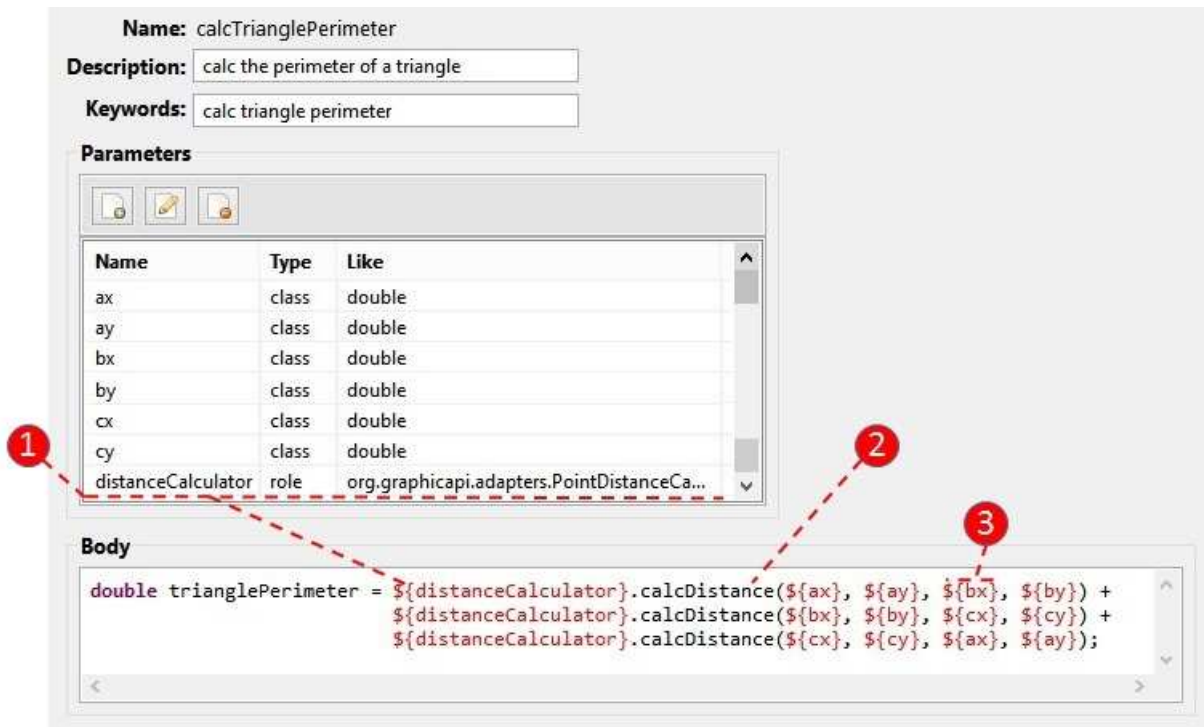 Name: calcTrianglePerimeter
Description: calc the perimeter of a triangle
Keywords: calc triangle perimeter
Parameters
Name Type Like
ax class double
ay class double
bx class double
by class double
cx class double
1 cy class double 2
distanceCalculator role org.graphicapi.adapters.PointDistanceCa...
3
Body
double trianglePerimeter = ${distanceCalculator}.calcDistance(${ax}, ${ay}, ${bx}, ${by}) +
${distanceCalculator}.calcDistance(${bx}, ${by}, ${cx}, ${cy}) +
${distanceCalculator}.calcDistance(${cx}, ${cy}, ${ax}, ${ay});